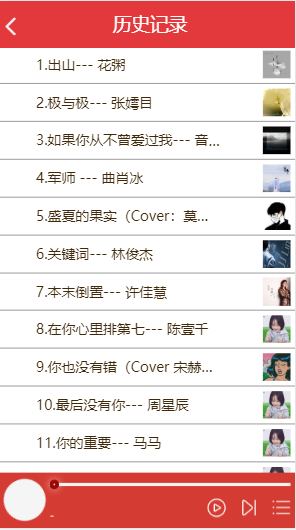 历史记录
1.出山--- 花粥
2.极与极--- 张嫮目
3.如果你从不曾爱过我--- 音...
4.军师 --- 曲肖冰
5.盛夏的果实（Cover：莫...
6.关键词--- 林俊杰
7.本末倒置--- 许佳慧
8.在你心里排第七--- 陈壹千
9.你也没有错（Cover 宋赫...
10.最后没有你--- 周星辰
11.你的重要--- 马马